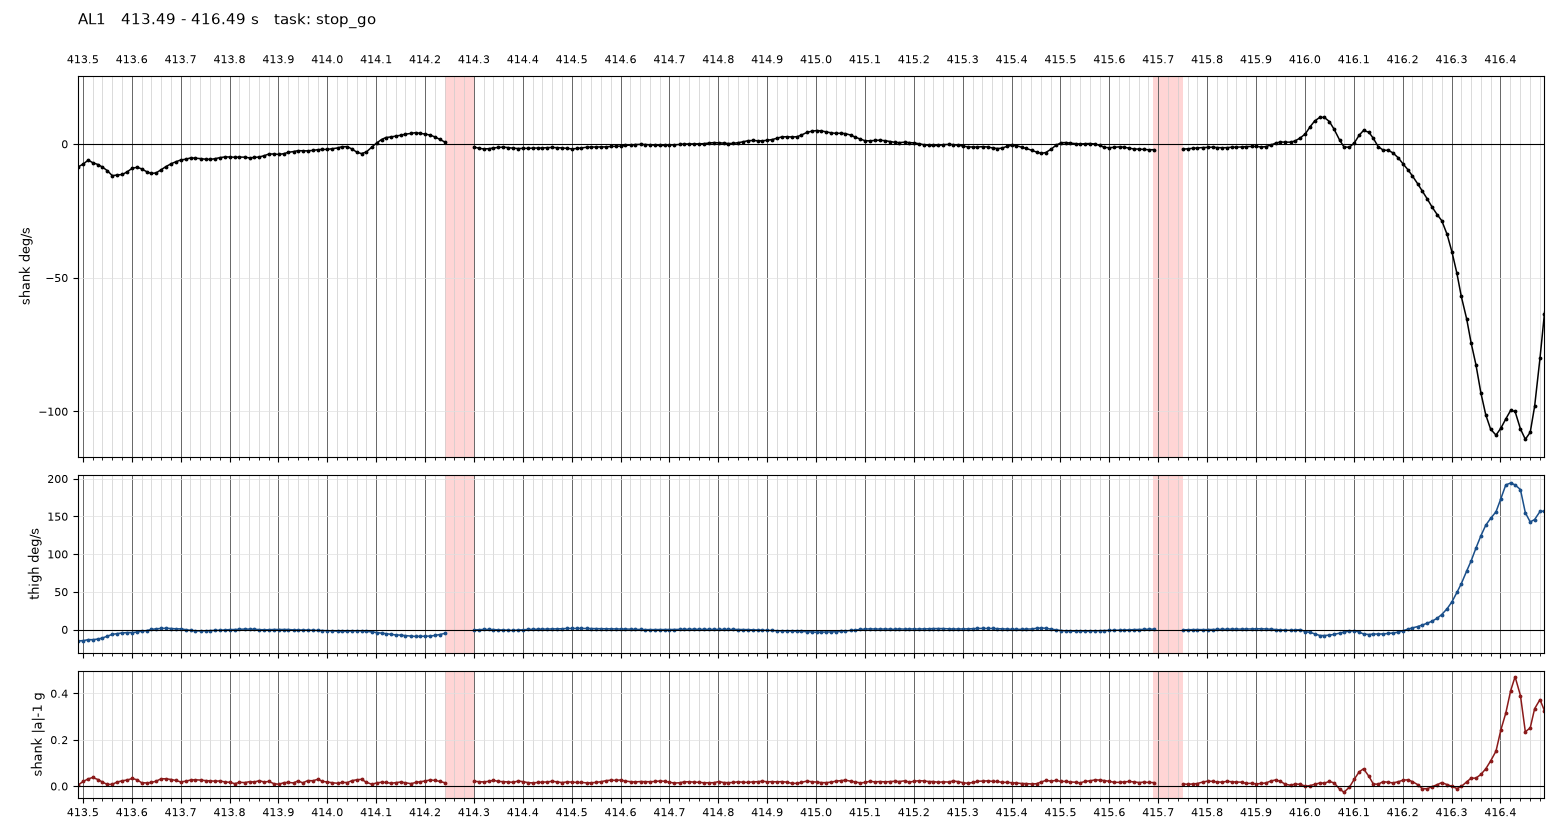 AL1 413.49 - 416.49 s task: stop_go
413.5 413.6 413.7 413.8 413.9 414.0 414.1 414.2 414.3 414.4 414.5 414.6 414.7 414.8 414.9 415.0 415.1 415.2 415.3 415.4 415.5 415.6 415.7 415.8 415.9 416.0 416.1 416.2 416.3 416.4
shank deg/s
0
−50
−100
thigh deg/s
200
150
100
50
0
shank |a|-1 g
0.4
0.2
0.0
413.5 413.6 413.7 413.8 413.9 414.0 414.1 414.2 414.3 414.4 414.5 414.6 414.7 414.8 414.9 415.0 415.1 415.2 415.3 415.4 415.5 415.6 415.7 415.8 415.9 416.0 416.1 416.2 416.3 416.4